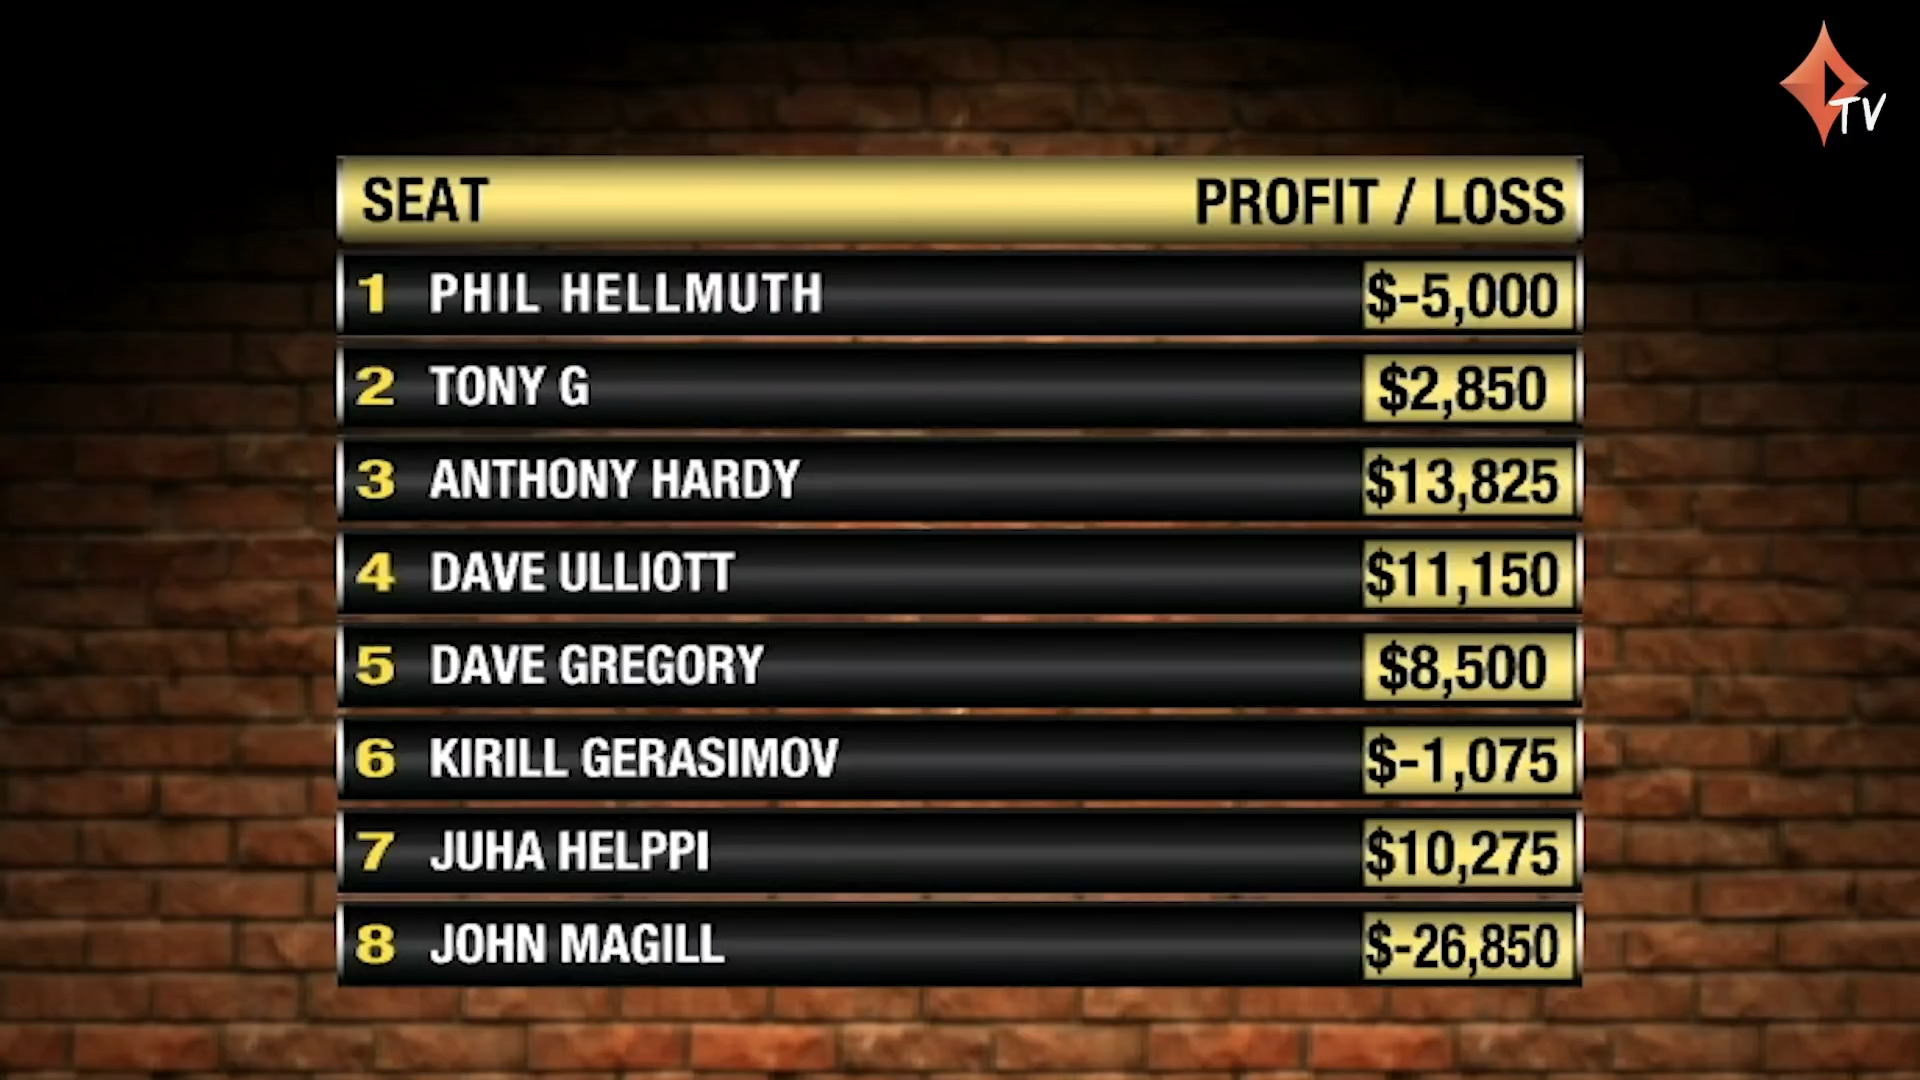 TV
SEAT PROFIT / LOSS
1 PHIL HELLMUTH $-5,000
2 TONY G $2,850
3 ANTHONY HARDY $13,825
4 DAVE ULLIOTT $11,150
5 DAVE GREGORY $8,500
6 KIRILL GERASIMOV $-1,075
7 JUHA HELPPI $10,275
8 JOHN MAGILL $-26,850